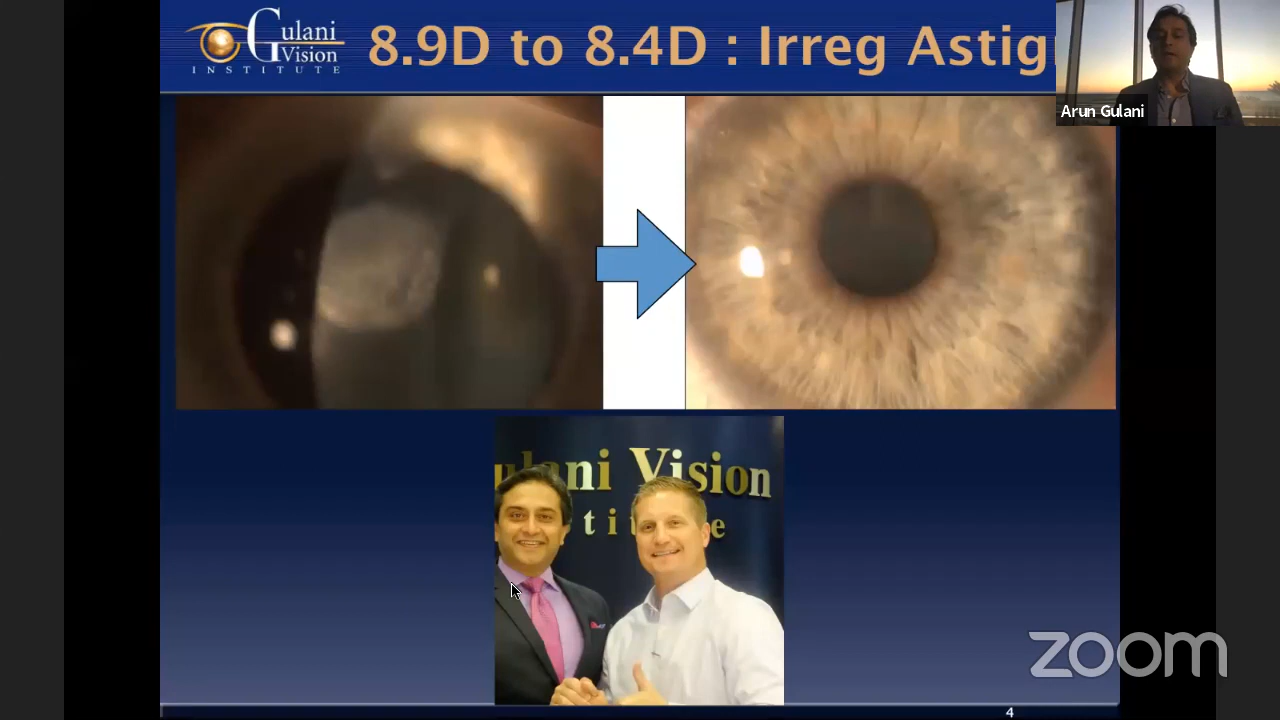 Gulani
Vision
INSTITUTE
8.9D to 8.4D : Irreg Astig
Arun Gulani
ulani Vision
t i t e
zoom
4